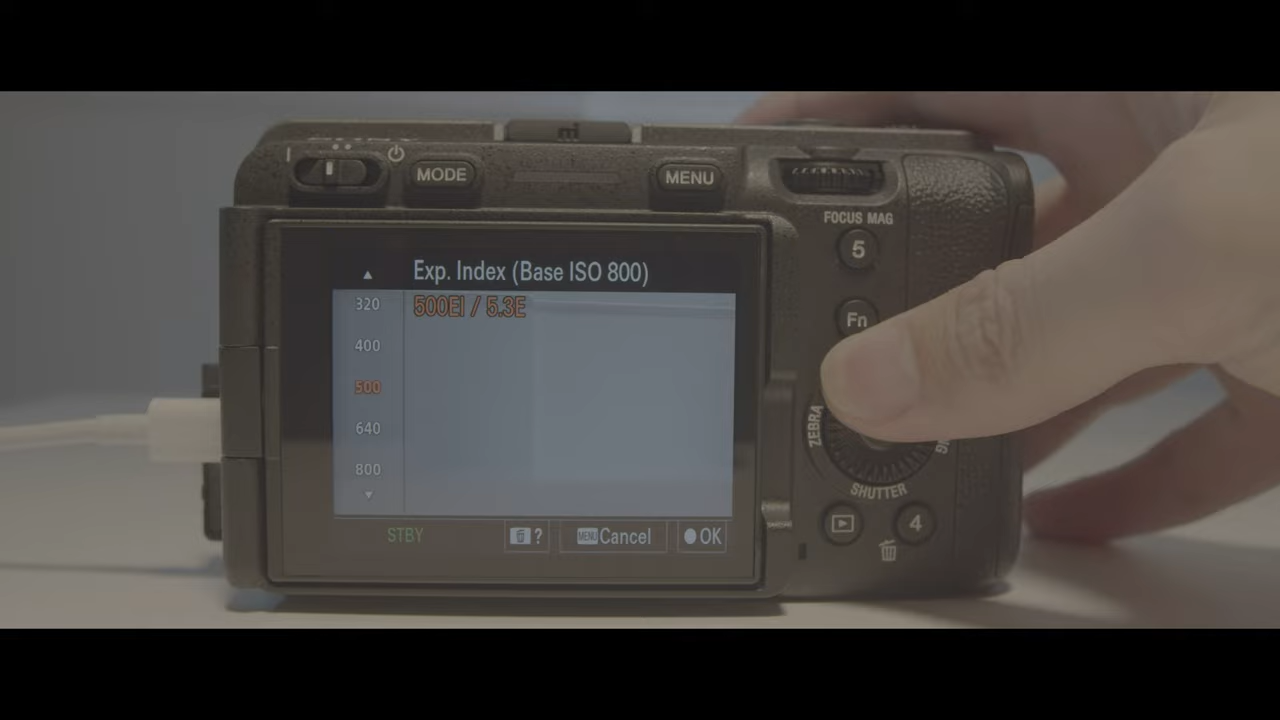 MODE
MENU
FOCUS MAG
5
Exp. Index (Base ISO 800)
320
500EI / 5.3E
400
500
640
800
Fn
ZEBRA
SHUTTER
4
STBY
?
MENU Cancel
OK